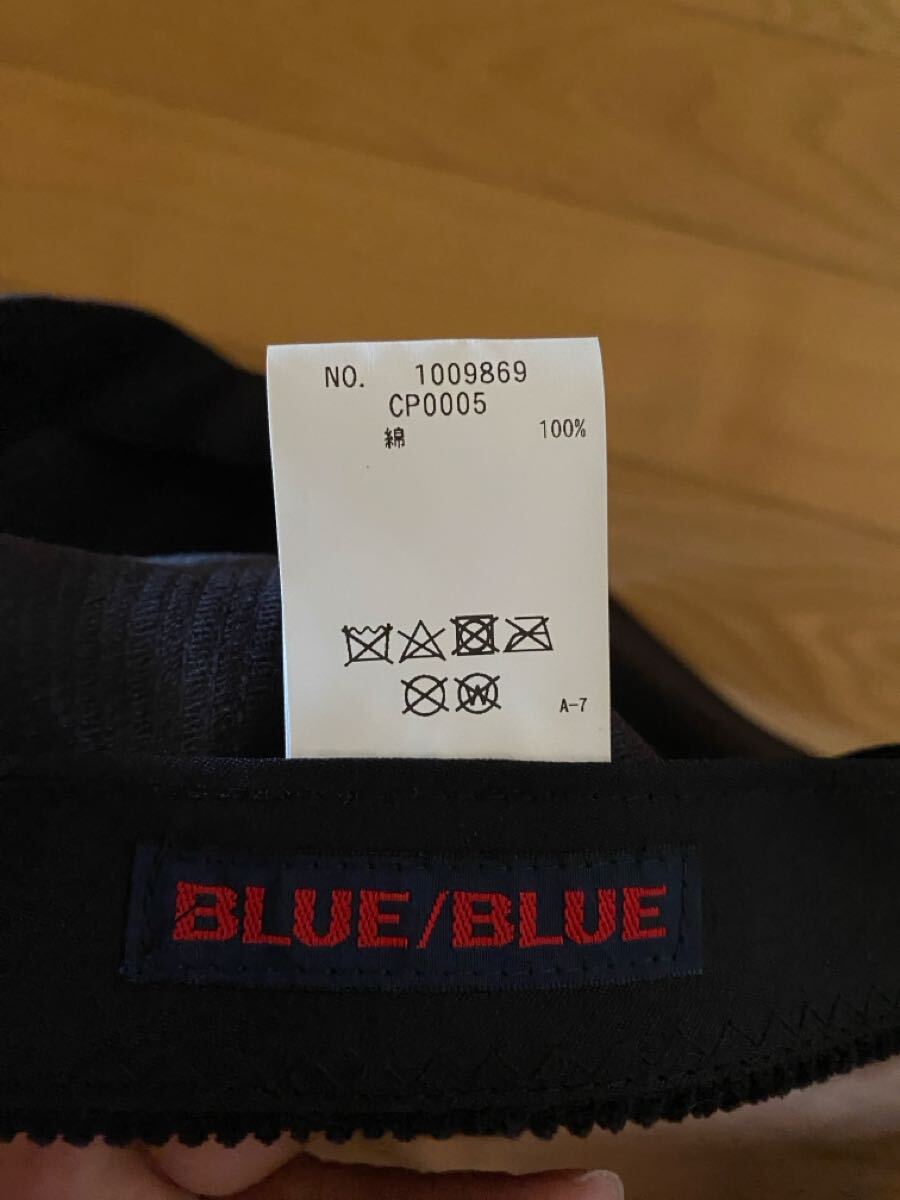 NO. 1009869
CP0005
綿 100%
W
A-7
BLUE/BLUE